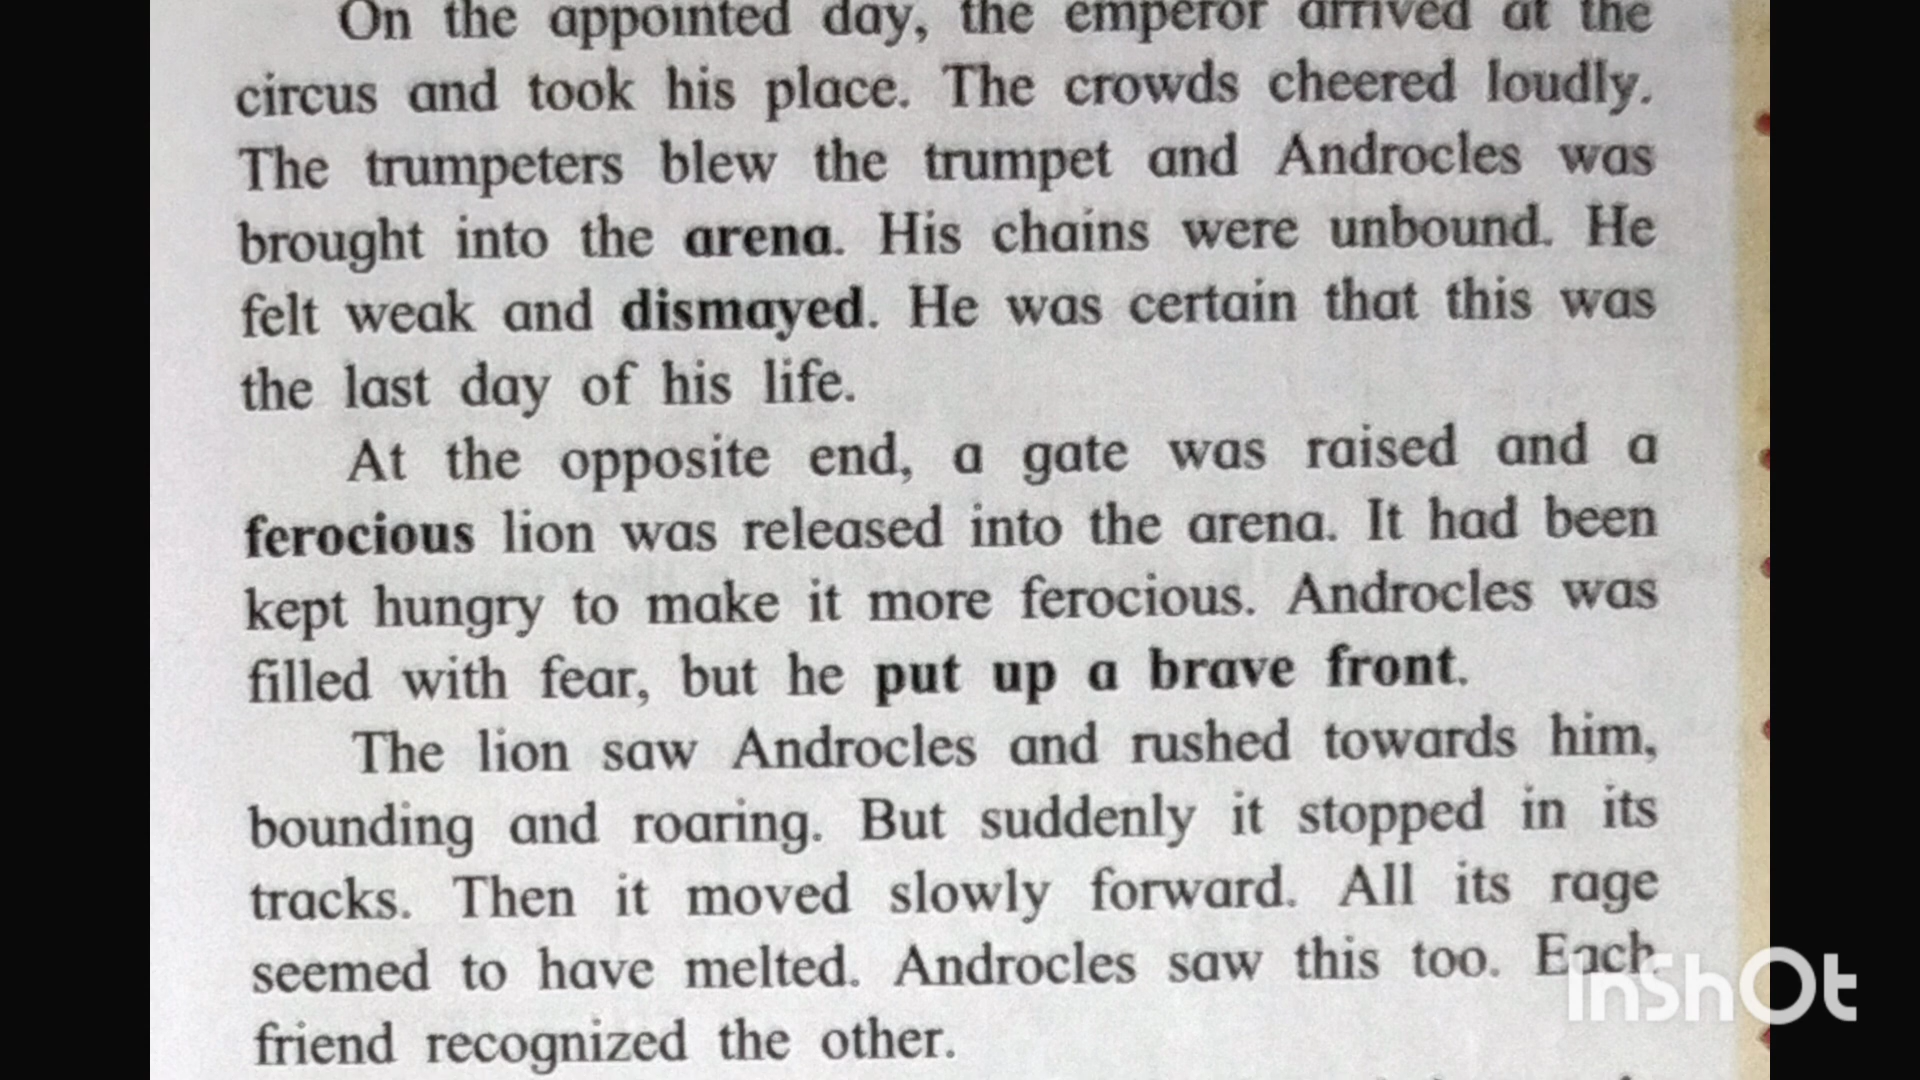 On the appointed day, the emperor arrived at the
circus and took his place. The crowds cheered loudly.
The trumpeters blew the trumpet and Androcles was
brought into the arena. His chains were unbound. He
felt weak and dismayed. He was certain that this was
the last day of his life.
At the opposite end, a gate was raised and a
ferocious lion was released into the arena. It had been
kept hungry to make it more ferocious. Androcles was
filled with fear, but he put up a brave front.
The lion saw Androcles and rushed towards him,
bounding and roaring. But suddenly it stopped in its
tracks. Then it moved slowly forward. All its rage
seemed to have melted. Androcles saw this too. Each
friend recognized the other.
InShOt